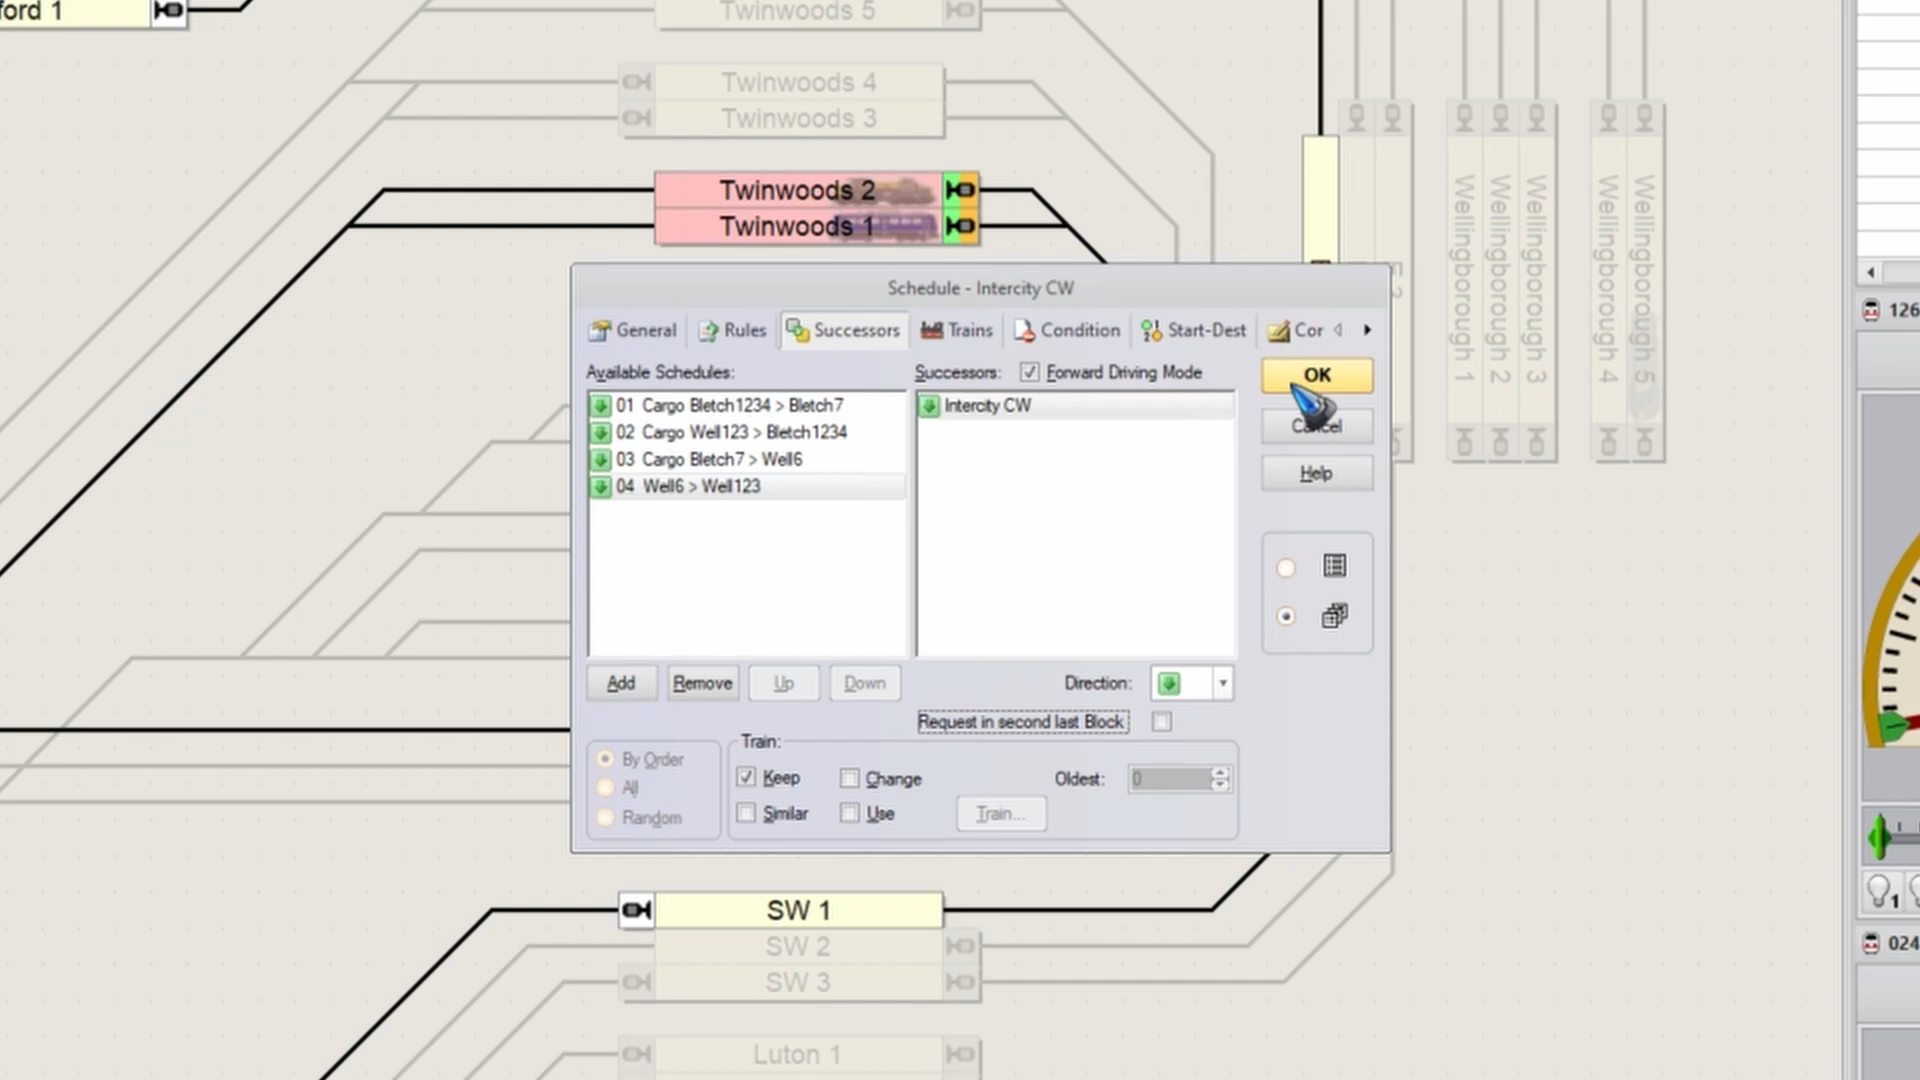 ford 1
Twinwoods 5
Twinwoods 4
Twinwoods 3
Twinwoods 2
Twinwoods 1
Wellingborough 1
Wellingborough 2
Wellingborough 3
Wellingborough 4
Wellingborough 5
126
Schedule - Intercity CW
General
Rules
Successors
Trains
Condition
Start-Dest
Cor
Available Schedules:
Successors:
Forward Driving Mode
OK
01 Cargo Bletch1234 > Bletch7
02 Cargo Well123 > Bletch1234
03 Cargo Bletch7 > Well6
04 Well6 > Well123
Intercity CW
Cancel
Help
Add
Remove
Up
Down
Direction:
Request in second last Block
By Order
All
Random
Train:
Keep
Change
Oldest:
0
Similar
Use
Train...
1
024
SW 1
SW 2
SW 3
Luton 1